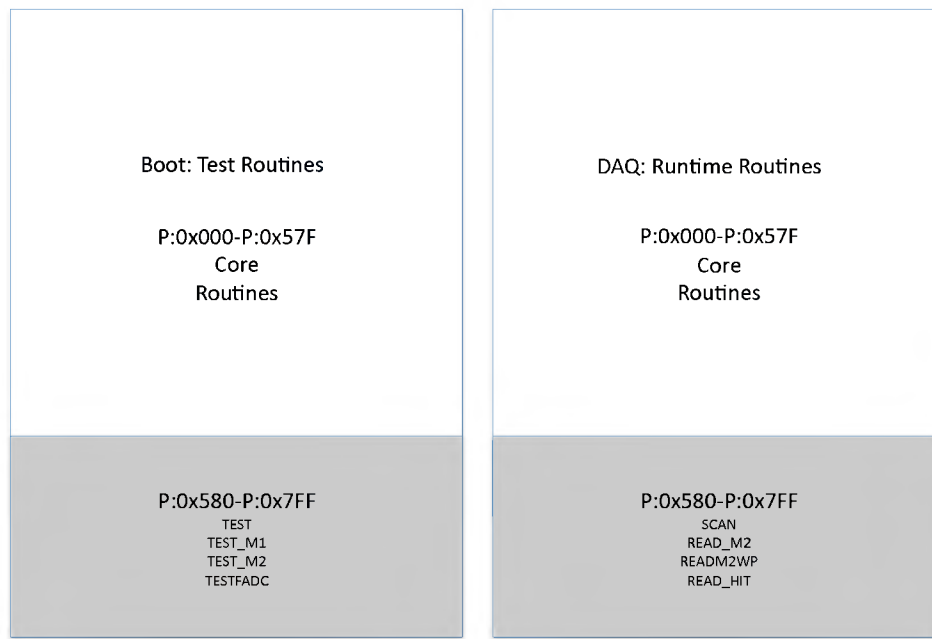 Boot: Test Routines
P:0x000-P:0x57F
Core
Routines
P:0x580-P:0x7FF
TEST
TEST_M1
TEST_M2
TESTFADC
DAQ: Runtime Routines
P:0x000-P:0x57F
Core
Routines
P:0x580-P:0x7FF
SCAN
READ_M2
READM2WP
READ_HIT